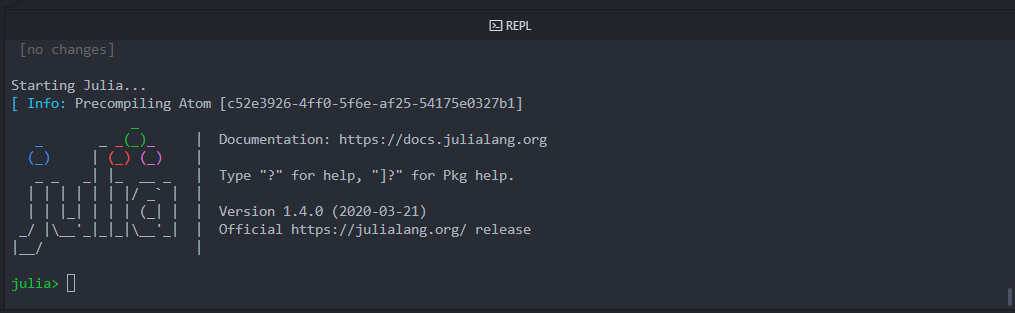 REPL
[no changes]
Starting Julia...
[ Info: Precompiling Atom [c52e3926-4ff0-5f6e-af25-54175e0327b1]
               _
   _       _ _(_)_     |  Documentation: https://docs.julialang.org
  (_)     | (_) (_)    |
   _ _   _| |_  __ _   |  Type "?" for help, "]?" for Pkg help.
  | | | | | | |/ _` |  |
  | | |_| | | | (_| |  |  Version 1.4.0 (2020-03-21)
 _/ |\__'_|_|_|\__'_|  |  Official https://julialang.org/ release
|__/                   |
julia>